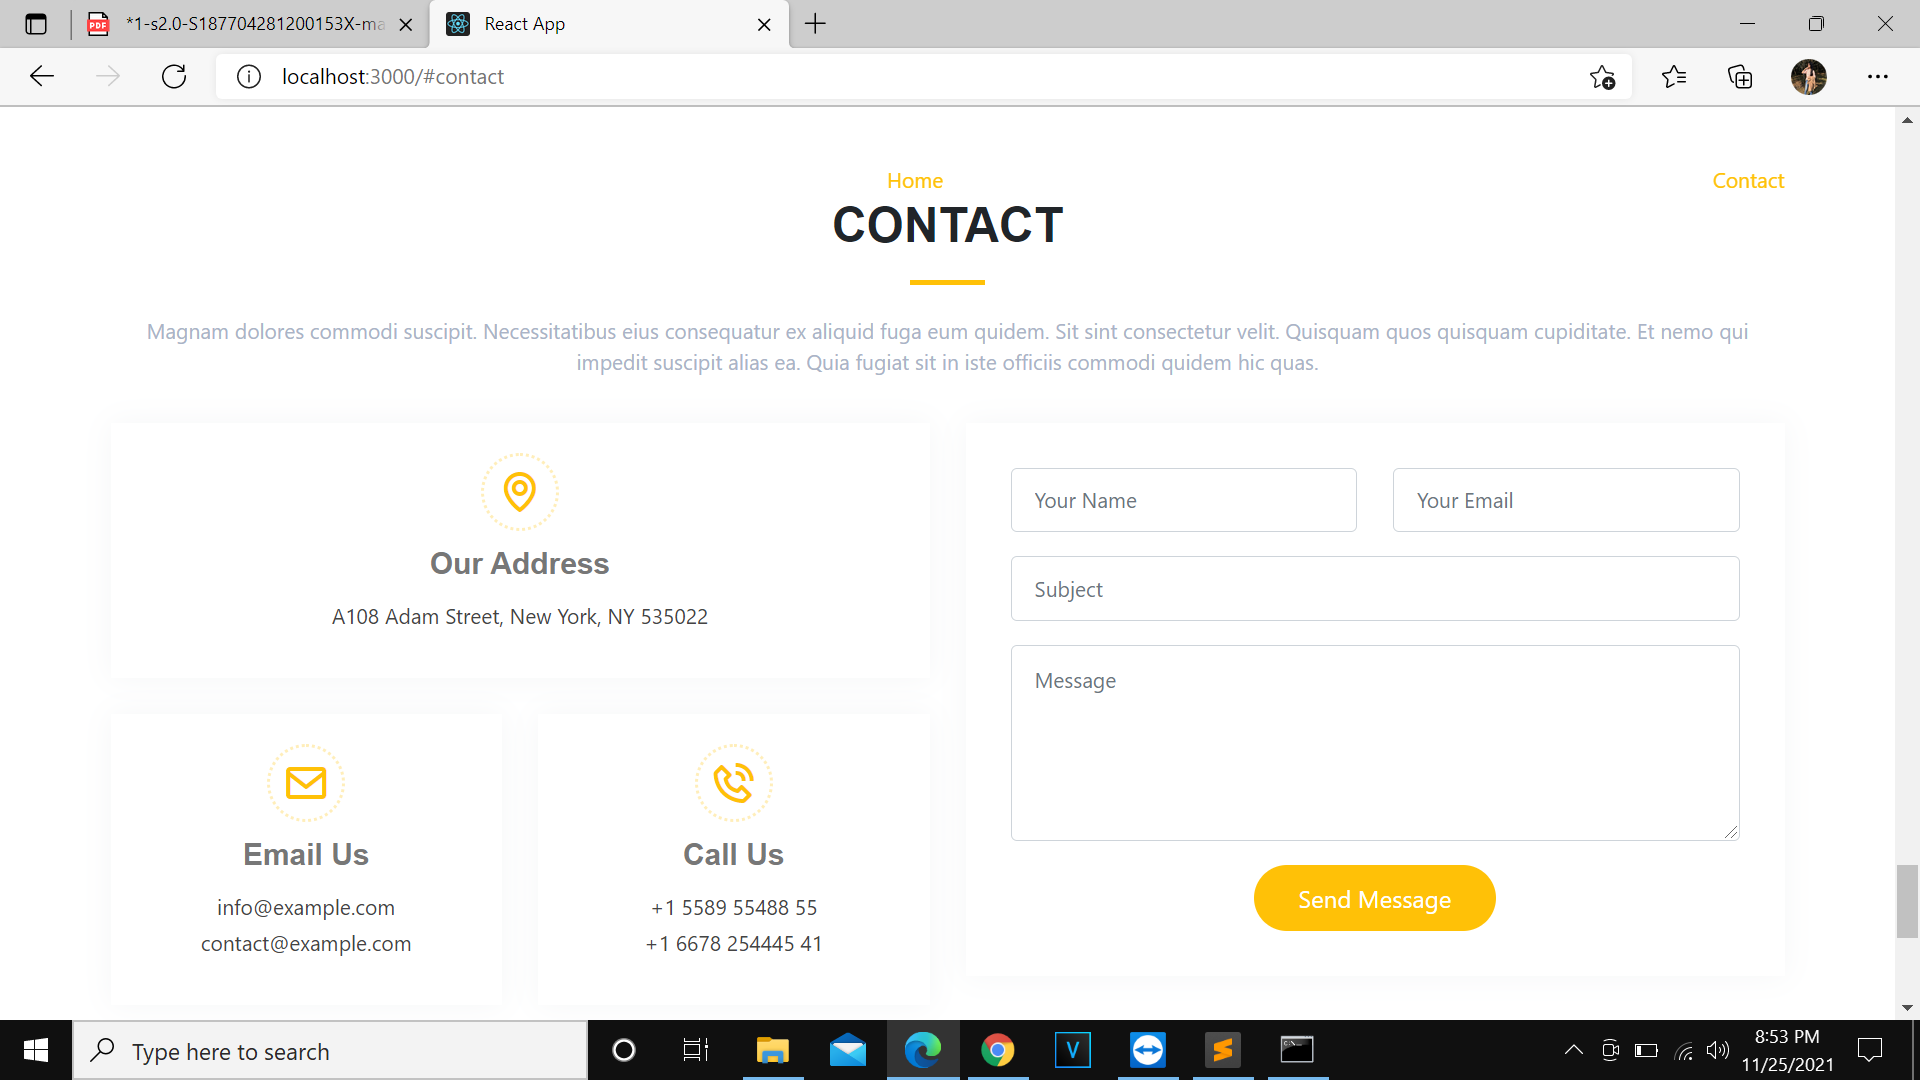 *1-s2.0-S187704281200153X-ma
React App
localhost:3000/#contact
Home
Contact
CONTACT
Magnam dolores commodi suscipit. Necessitatibus eius consequatur ex aliquid fuga eum quidem. Sit sint consectetur velit. Quisquam quos quisquam cupiditate. Et nemo qui
impedit suscipit alias ea. Quia fugiat sit in iste officiis commodi quidem hic quas.
Our Address
A108 Adam Street, New York, NY 535022
Email Us
info@example.com
contact@example.com
Call Us
+1 5589 55488 55
+1 6678 254445 41
Your Name
Your Email
Subject
Message
Send Message
Type here to search
8:53 PM
11/25/2021